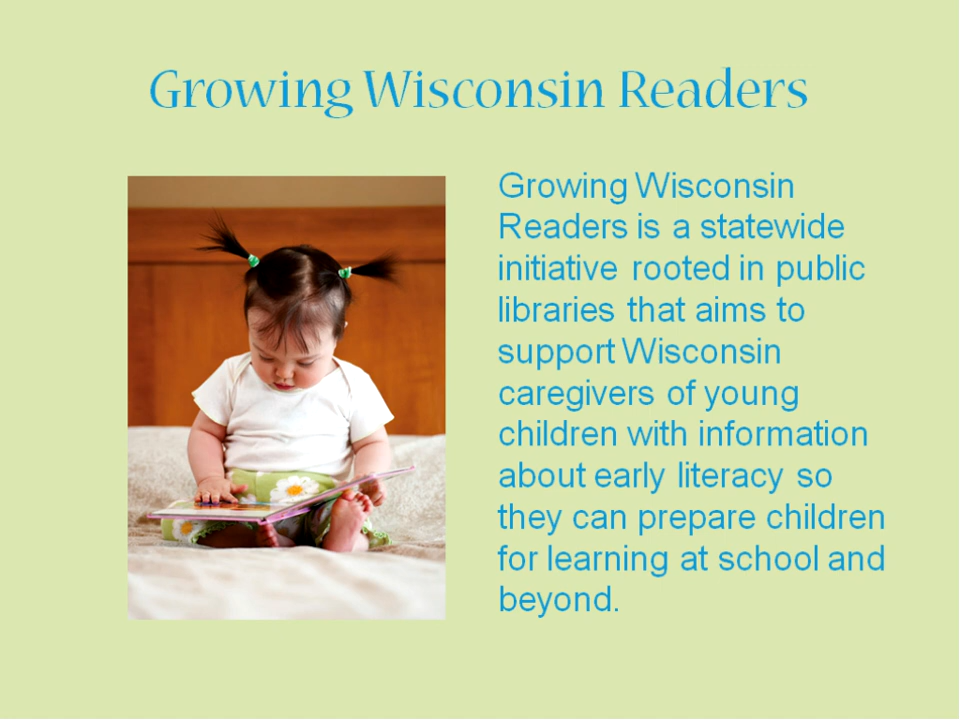 Growing Wisconsin Readers
Growing Wisconsin
Readers is a statewide
initiative rooted in public
libraries that aims to
support Wisconsin
caregivers of young
children with information
about early literacy so
they can prepare children
for learning at school and
beyond.